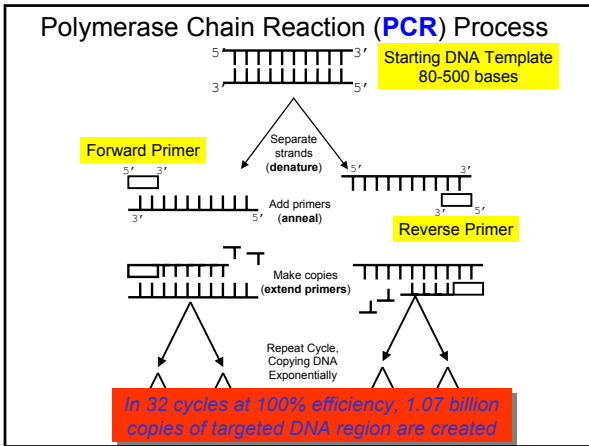 Polymerase Chain Reaction (PCR) Process
5’ 3’
Starting DNA Template
80-500 bases
3’ 5’
Forward Primer
Separate
strands
(denature)
5’ 3’
5’ 3’
Add primers
(anneal)
3’ 5’
3’ 5’
Reverse Primer
Make copies
(extend primers)
Repeat Cycle,
Copying DNA
Exponentially
In 32 cycles at 100% efficiency, 1.07 billion
copies of targeted DNA region are created